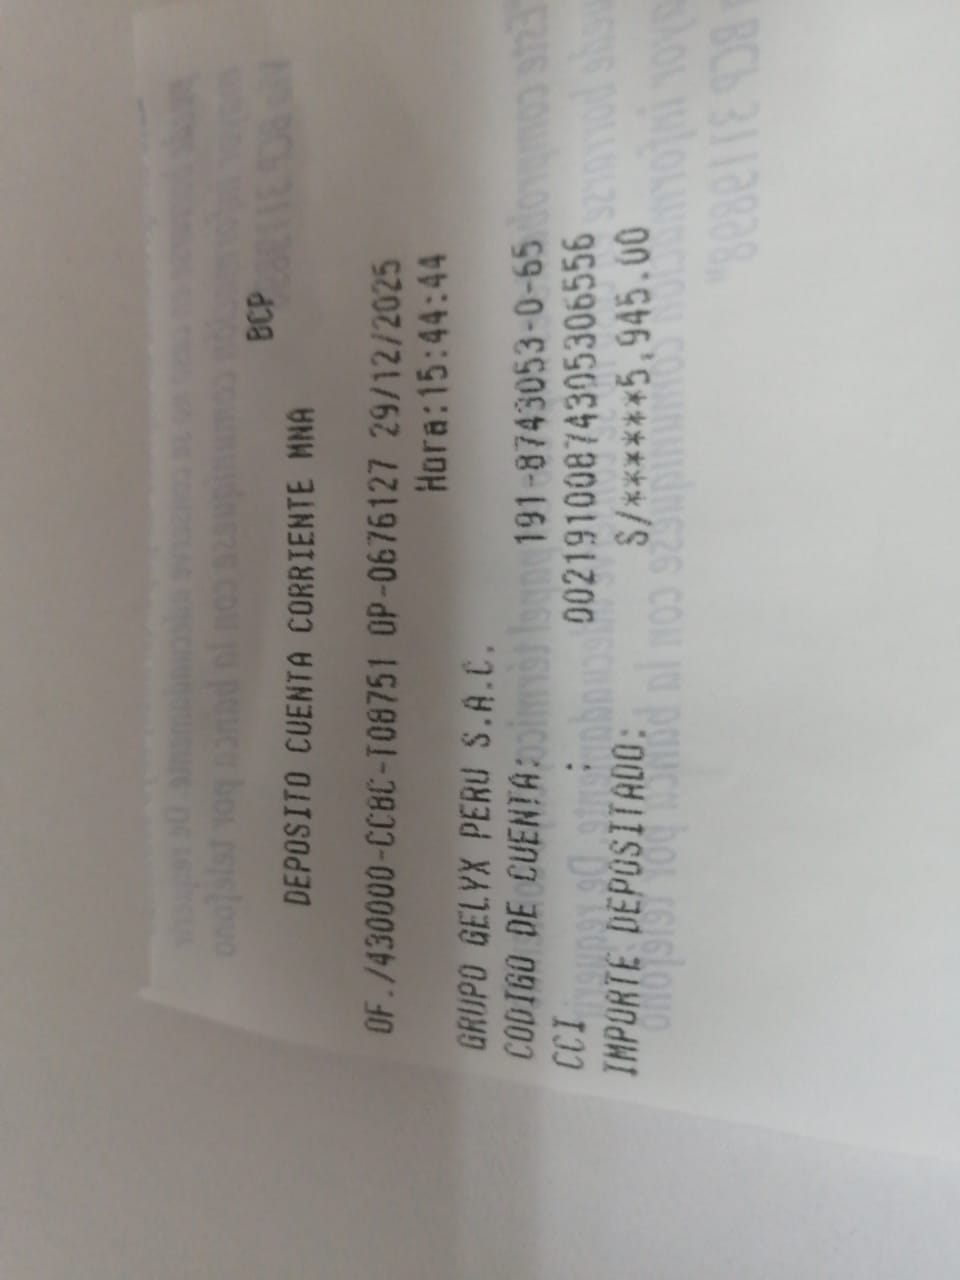 BCP
DEPOSITO CUENTA CORRIENTE MNA
OF./430000-CCBC-T08751 OP-0676127 29/12/2025
Hora:15:44:44
GRUPO GELYX PERU S.A.C.
CODIGO DE CUENTA: 191-8743053-0-65
CCI : 00219100874305306556
IMPORTE DEPOSITADO: S/*****5,945.00